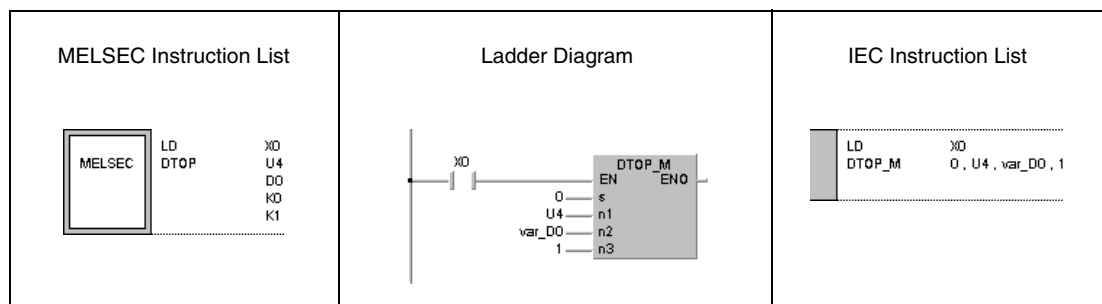 MELSEC Instruction List
MELSEC
LD X0
DTOP U4
D0
K0
K1
Ladder Diagram
X0
DTOP_M
EN ENO
0 s
U4 n1
var_D0 n2
1 n3
IEC Instruction List
LD X0
DTOP_M 0 , U4 , var_D0 , 1